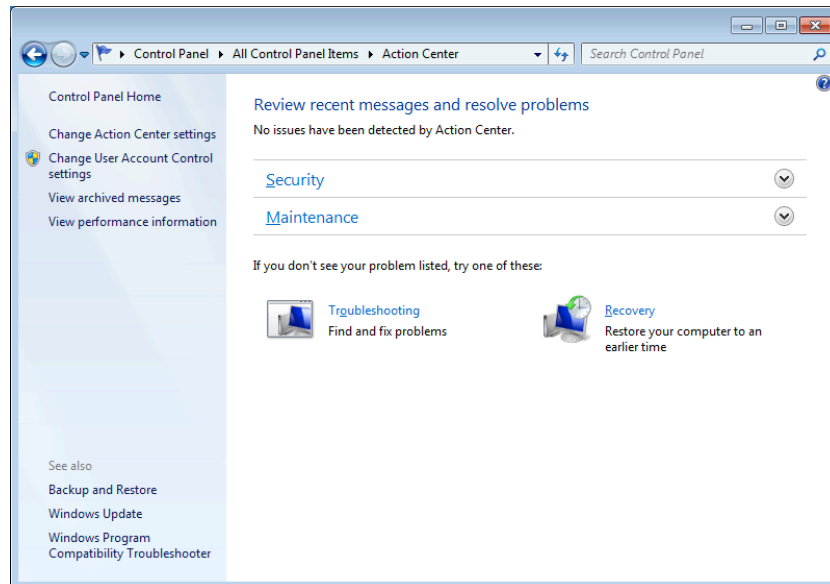 Control Panel ▸ All Control Panel Items ▸ Action Center
Search Control Panel
Control Panel Home
Change Action Center settings
Change User Account Control
settings
View archived messages
View performance information
See also
Backup and Restore
Windows Update
Windows Program
Compatibility Troubleshooter
Review recent messages and resolve problems
No issues have been detected by Action Center.
Security
Maintenance
If you don't see your problem listed, try one of these:
Troubleshooting
Find and fix problems
Recovery
Restore your computer to an
earlier time